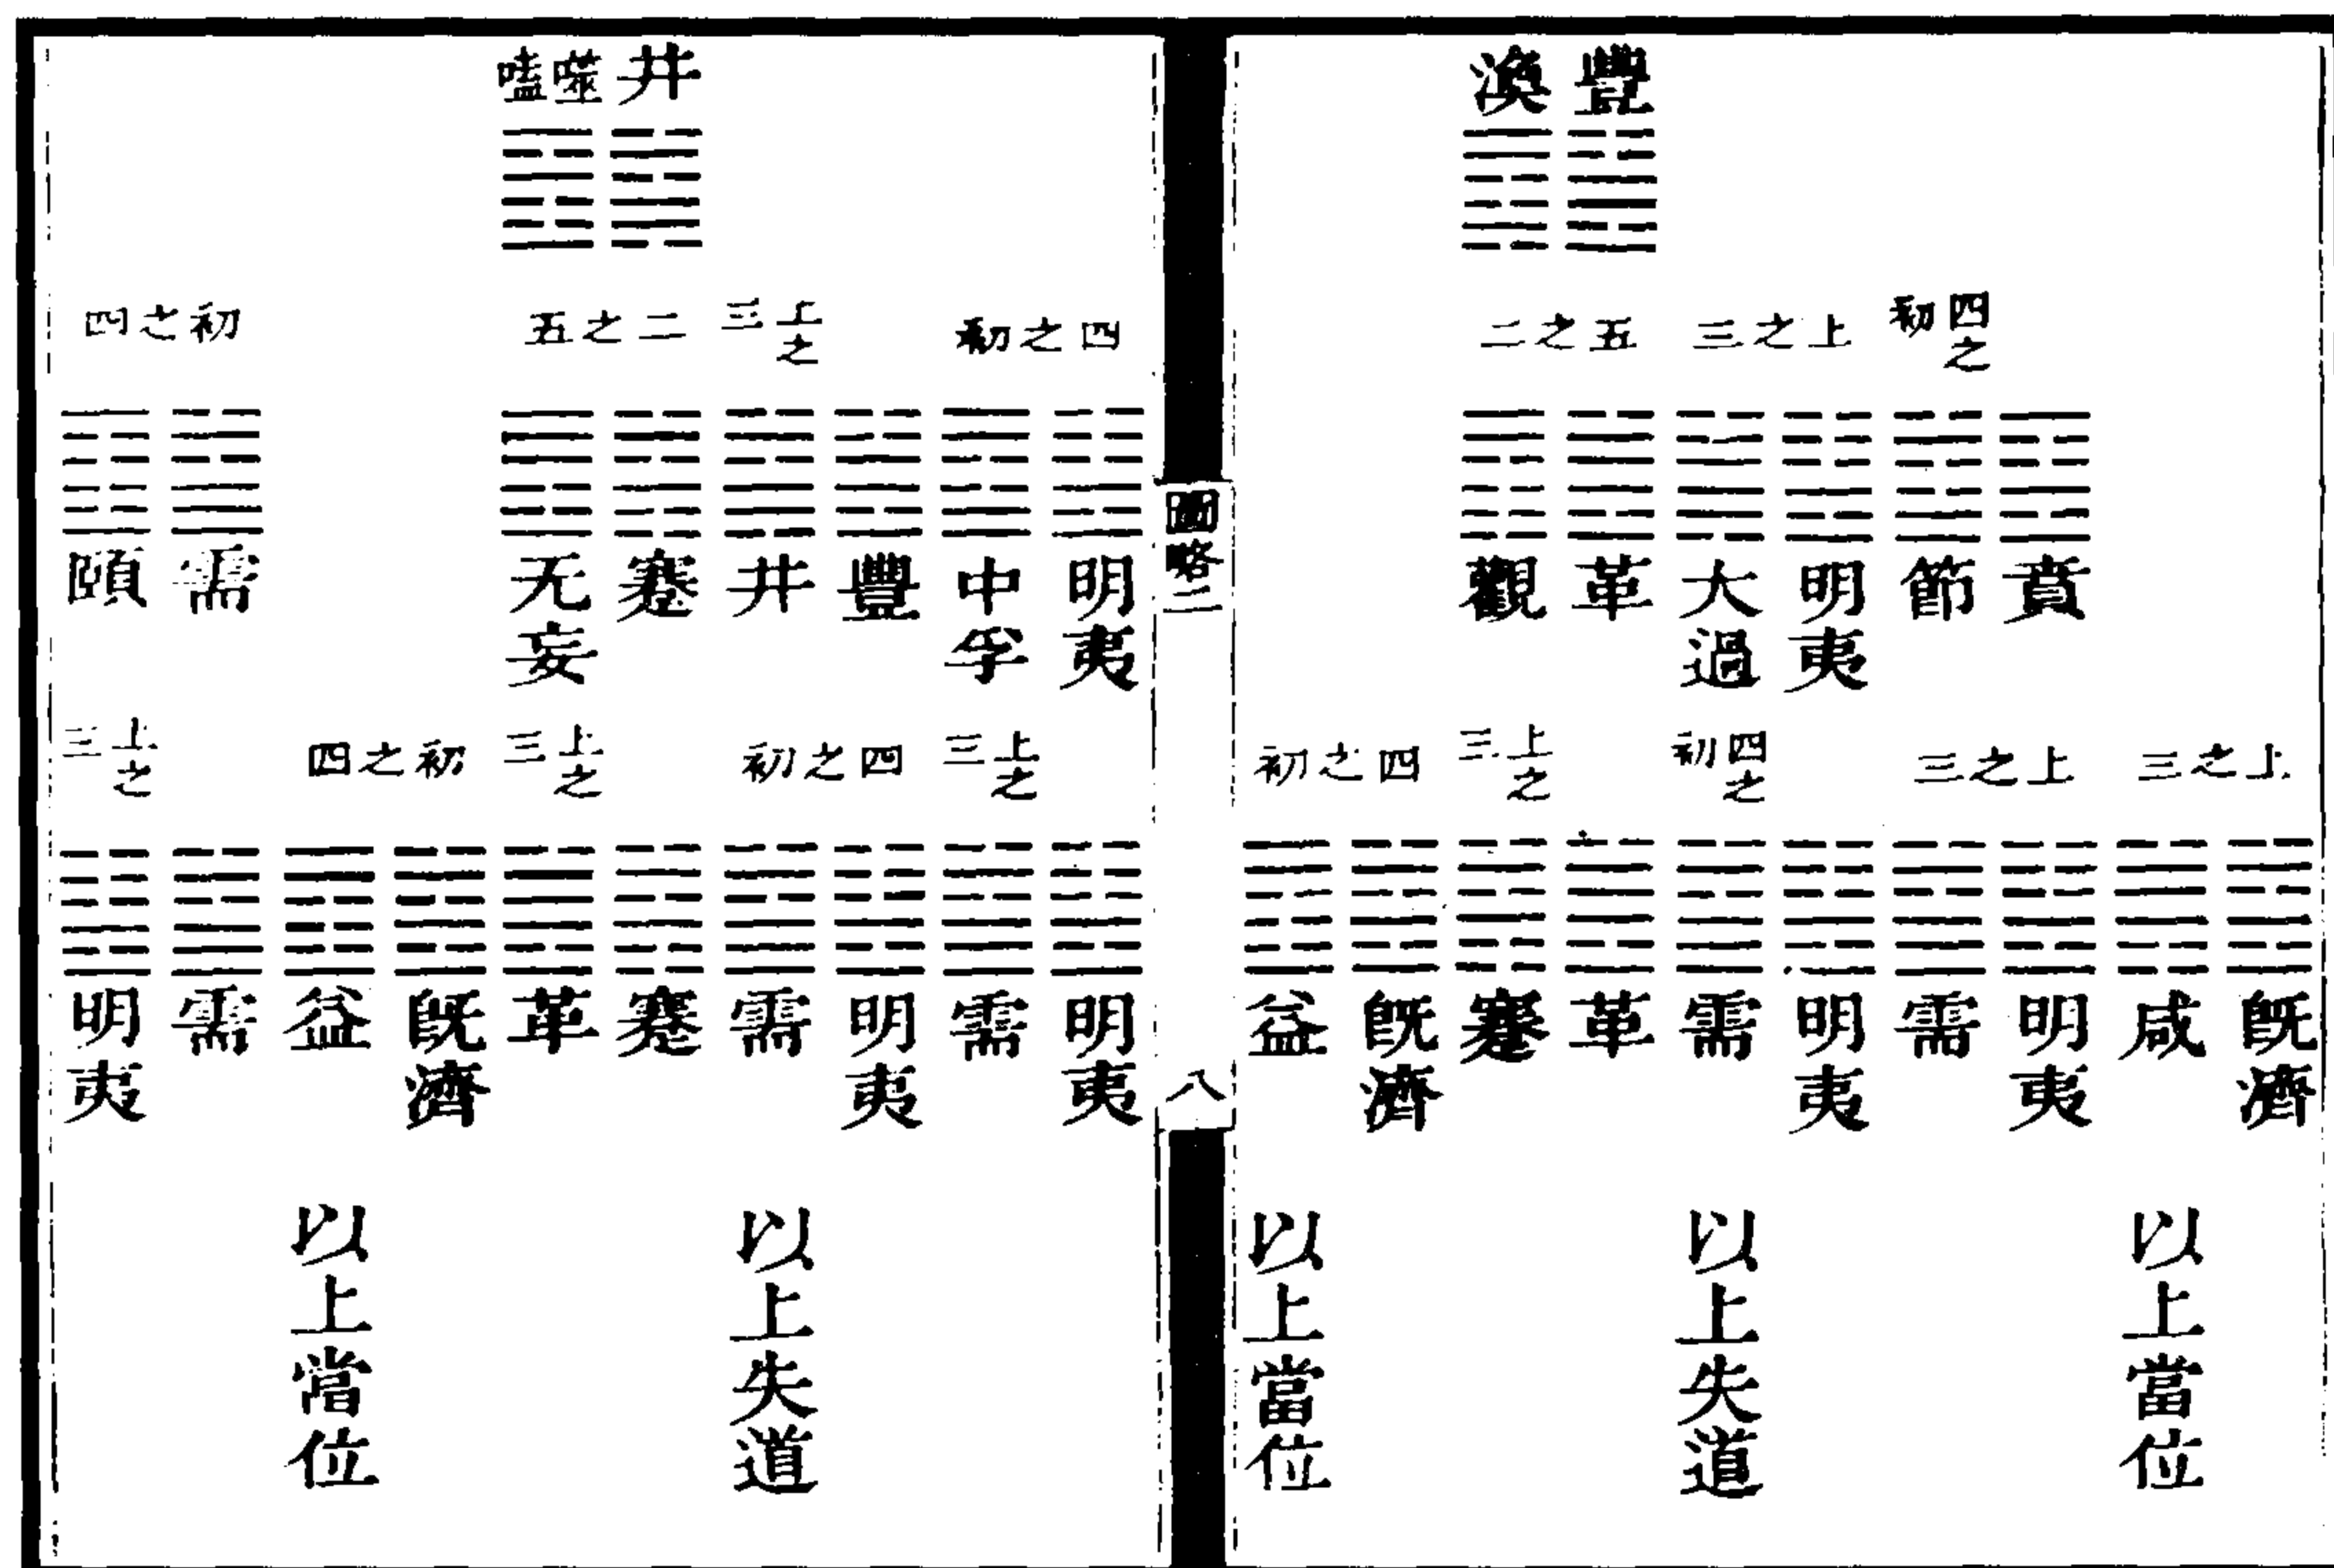 豐 渙
四之初 上之三 五之二
賁 節 明夷 大過 革 觀
上之三 上之三 四之初 上之三 四之初
既濟 咸 明夷 需 明夷 需 革 蹇 既濟 益
以上當位 以上失道 以上當位
圖略二 八
井 噬嗑
四之初 上之三 二之五 初之四
明夷 中孚 豐 井 蹇 无妄 需 頤
上之三 四之初 上之三 初之四 上之三
明夷 需 明夷 需 蹇 革 既濟 益 需 明夷
以上失道 以上當位